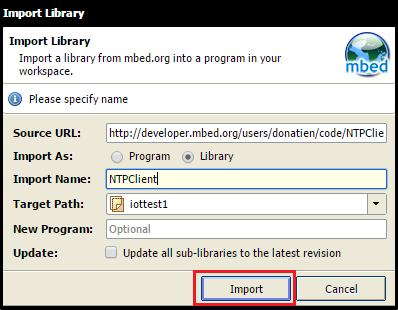 Import Library
Import Library
Import a library from mbed.org into a program in your
workspace.
mbed
Please specify name
Source URL: http://developer.mbed.org/users/donatien/code/NTPClie
Import As: Program Library
Import Name: NTPClient
Target Path: iottest1
New Program: Optional
Update: Update all sub-libraries to the latest revision
Import Cancel